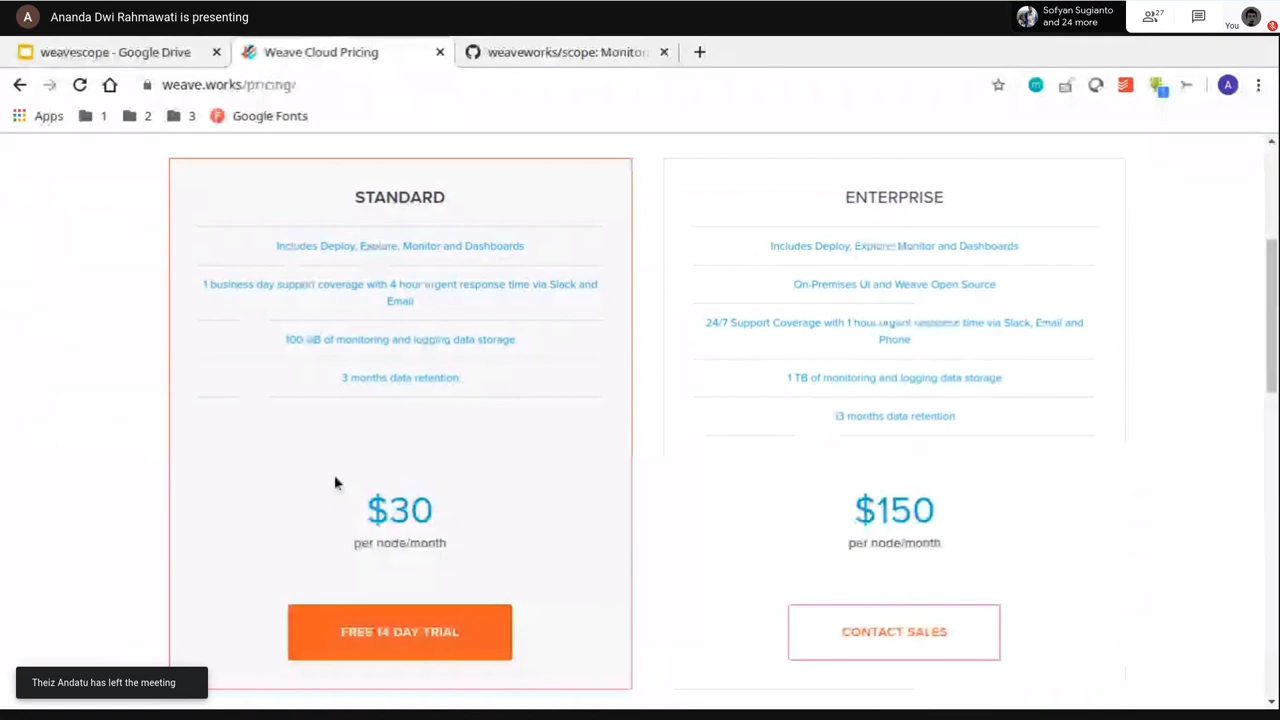 A
Ananda Dwi Rahmawati is presenting
Sofyan Sugianto
and 24 more
27
You
weavescope - Google Drive
Weave Cloud Pricing
weaveworks/scope: Monitor
weave.works/pricing/
A
Apps
1
2
3
Google Fonts
STANDARD
Includes Deploy, Explore, Monitor and Dashboards
1 business day support coverage with 4 hour urgent response time via Slack and
Email
100 GB of monitoring and logging data storage
3 months data retention
$30
per node/month
FREE 14 DAY TRIAL
ENTERPRISE
Includes Deploy, Explore Monitor and Dashboards
On-Premises UI and Weave Open Source
24/7 Support Coverage with 1 hour urgent response time via Slack, Email and
Phone
1 TB of monitoring and logging data storage
13 months data retention
$150
per node/month
CONTACT SALES
Theiz Andatu has left the meeting